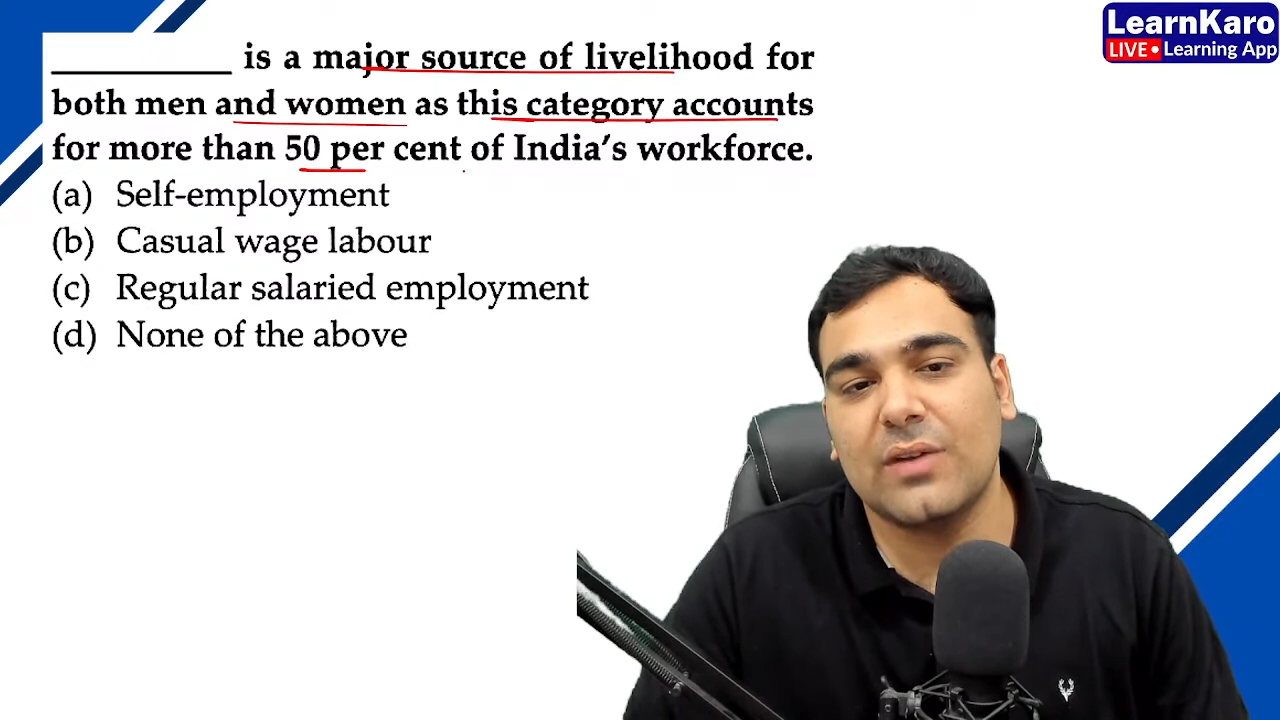 LearnKaro
LIVE • Learning App
__________ is a major source of livelihood for
both men and women as this category accounts
for more than 50 per cent of India’s workforce.
(a) Self-employment
(b) Casual wage labour
(c) Regular salaried employment
(d) None of the above